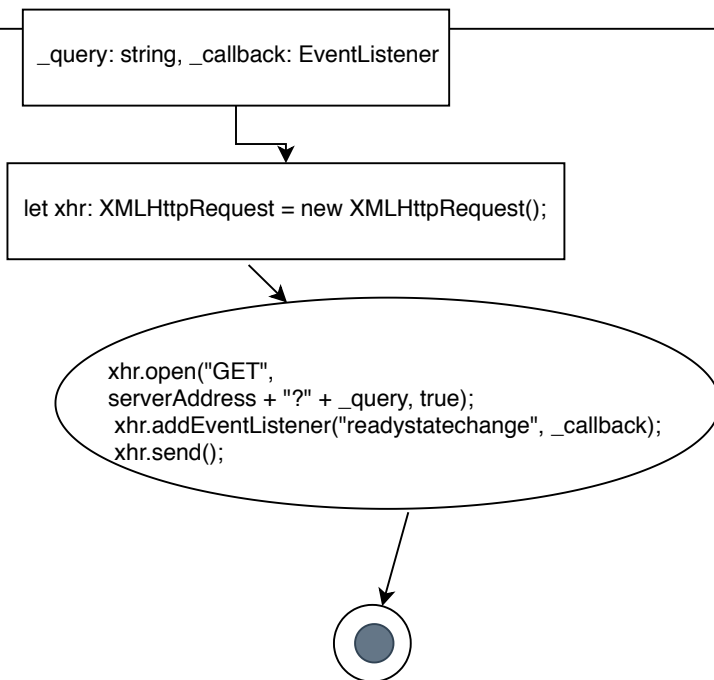 _query: string, _callback: EventListener
let xhr: XMLHttpRequest = new XMLHttpRequest();
xhr.open("GET",
serverAddress + "?" + _query, true);
xhr.addEventListener("readystatechange", _callback);
xhr.send();